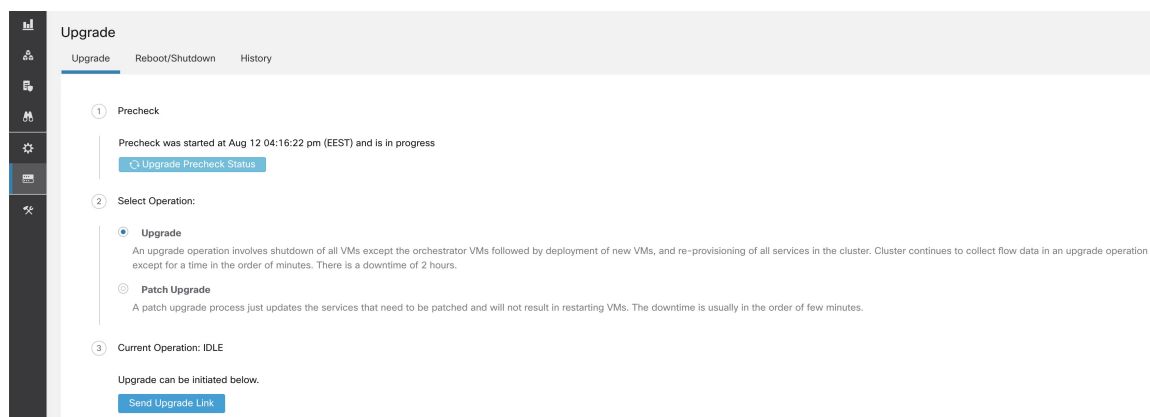 Upgrade
Upgrade Reboot/Shutdown History
1 Precheck
Precheck was started at Aug 12 04:16:22 pm (EEST) and is in progress
Upgrade Precheck Status
2 Select Operation:
Upgrade
An upgrade operation involves shutdown of all VMs except the orchestrator VMs followed by deployment of new VMs, and re-provisioning of all services in the cluster. Cluster continues to collect flow data in an upgrade operation
except for a time in the order of minutes. There is a downtime of 2 hours.
Patch Upgrade
A patch upgrade process just updates the services that need to be patched and will not result in restarting VMs. The downtime is usually in the order of few minutes.
3 Current Operation: IDLE
Upgrade can be initiated below.
Send Upgrade Link